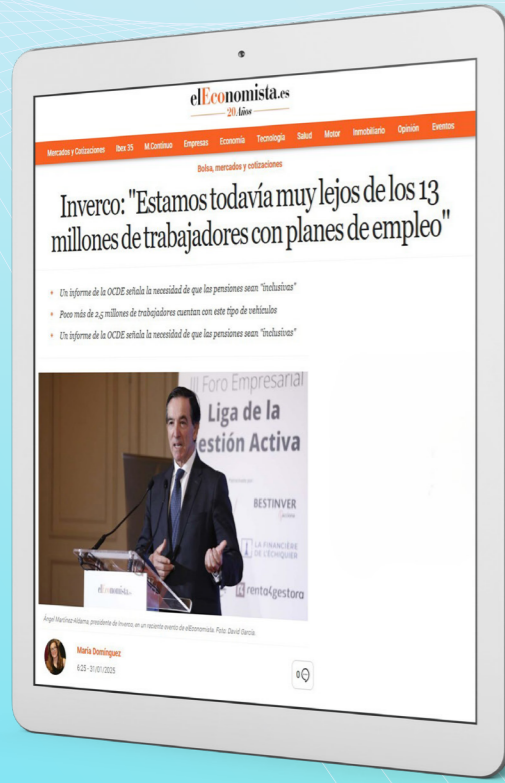 elEconomista.es
20 Años
Mercados y Cotizaciones Ibex 35 M.Continuo Empresas Economía Tecnología Salud Motor Inmobiliario Opinión Eventos
Bolsa, mercados y cotizaciones
Inverco: "Estamos todavía muy lejos de los 13
millones de trabajadores con planes de empleo"
Un informe de la OCDE señala la necesidad de que las pensiones sean "inclusivas"
Poco más de 2,5 millones de trabajadores cuentan con este tipo de vehículos
Un informe de la OCDE señala la necesidad de que las pensiones sean "inclusivas"
III Foro Empresarial
Liga de la
estión Activa
BESTINVER
LA FINANCIÈRE
DE L'ECHIQUIER
renta4gestora
elEconomista.es
Ángel Martínez-Aldama, presidente de Inverco, en un reciente evento de elEconomista. Foto: David García.
María Domínguez
6:25 - 31/01/2025
0